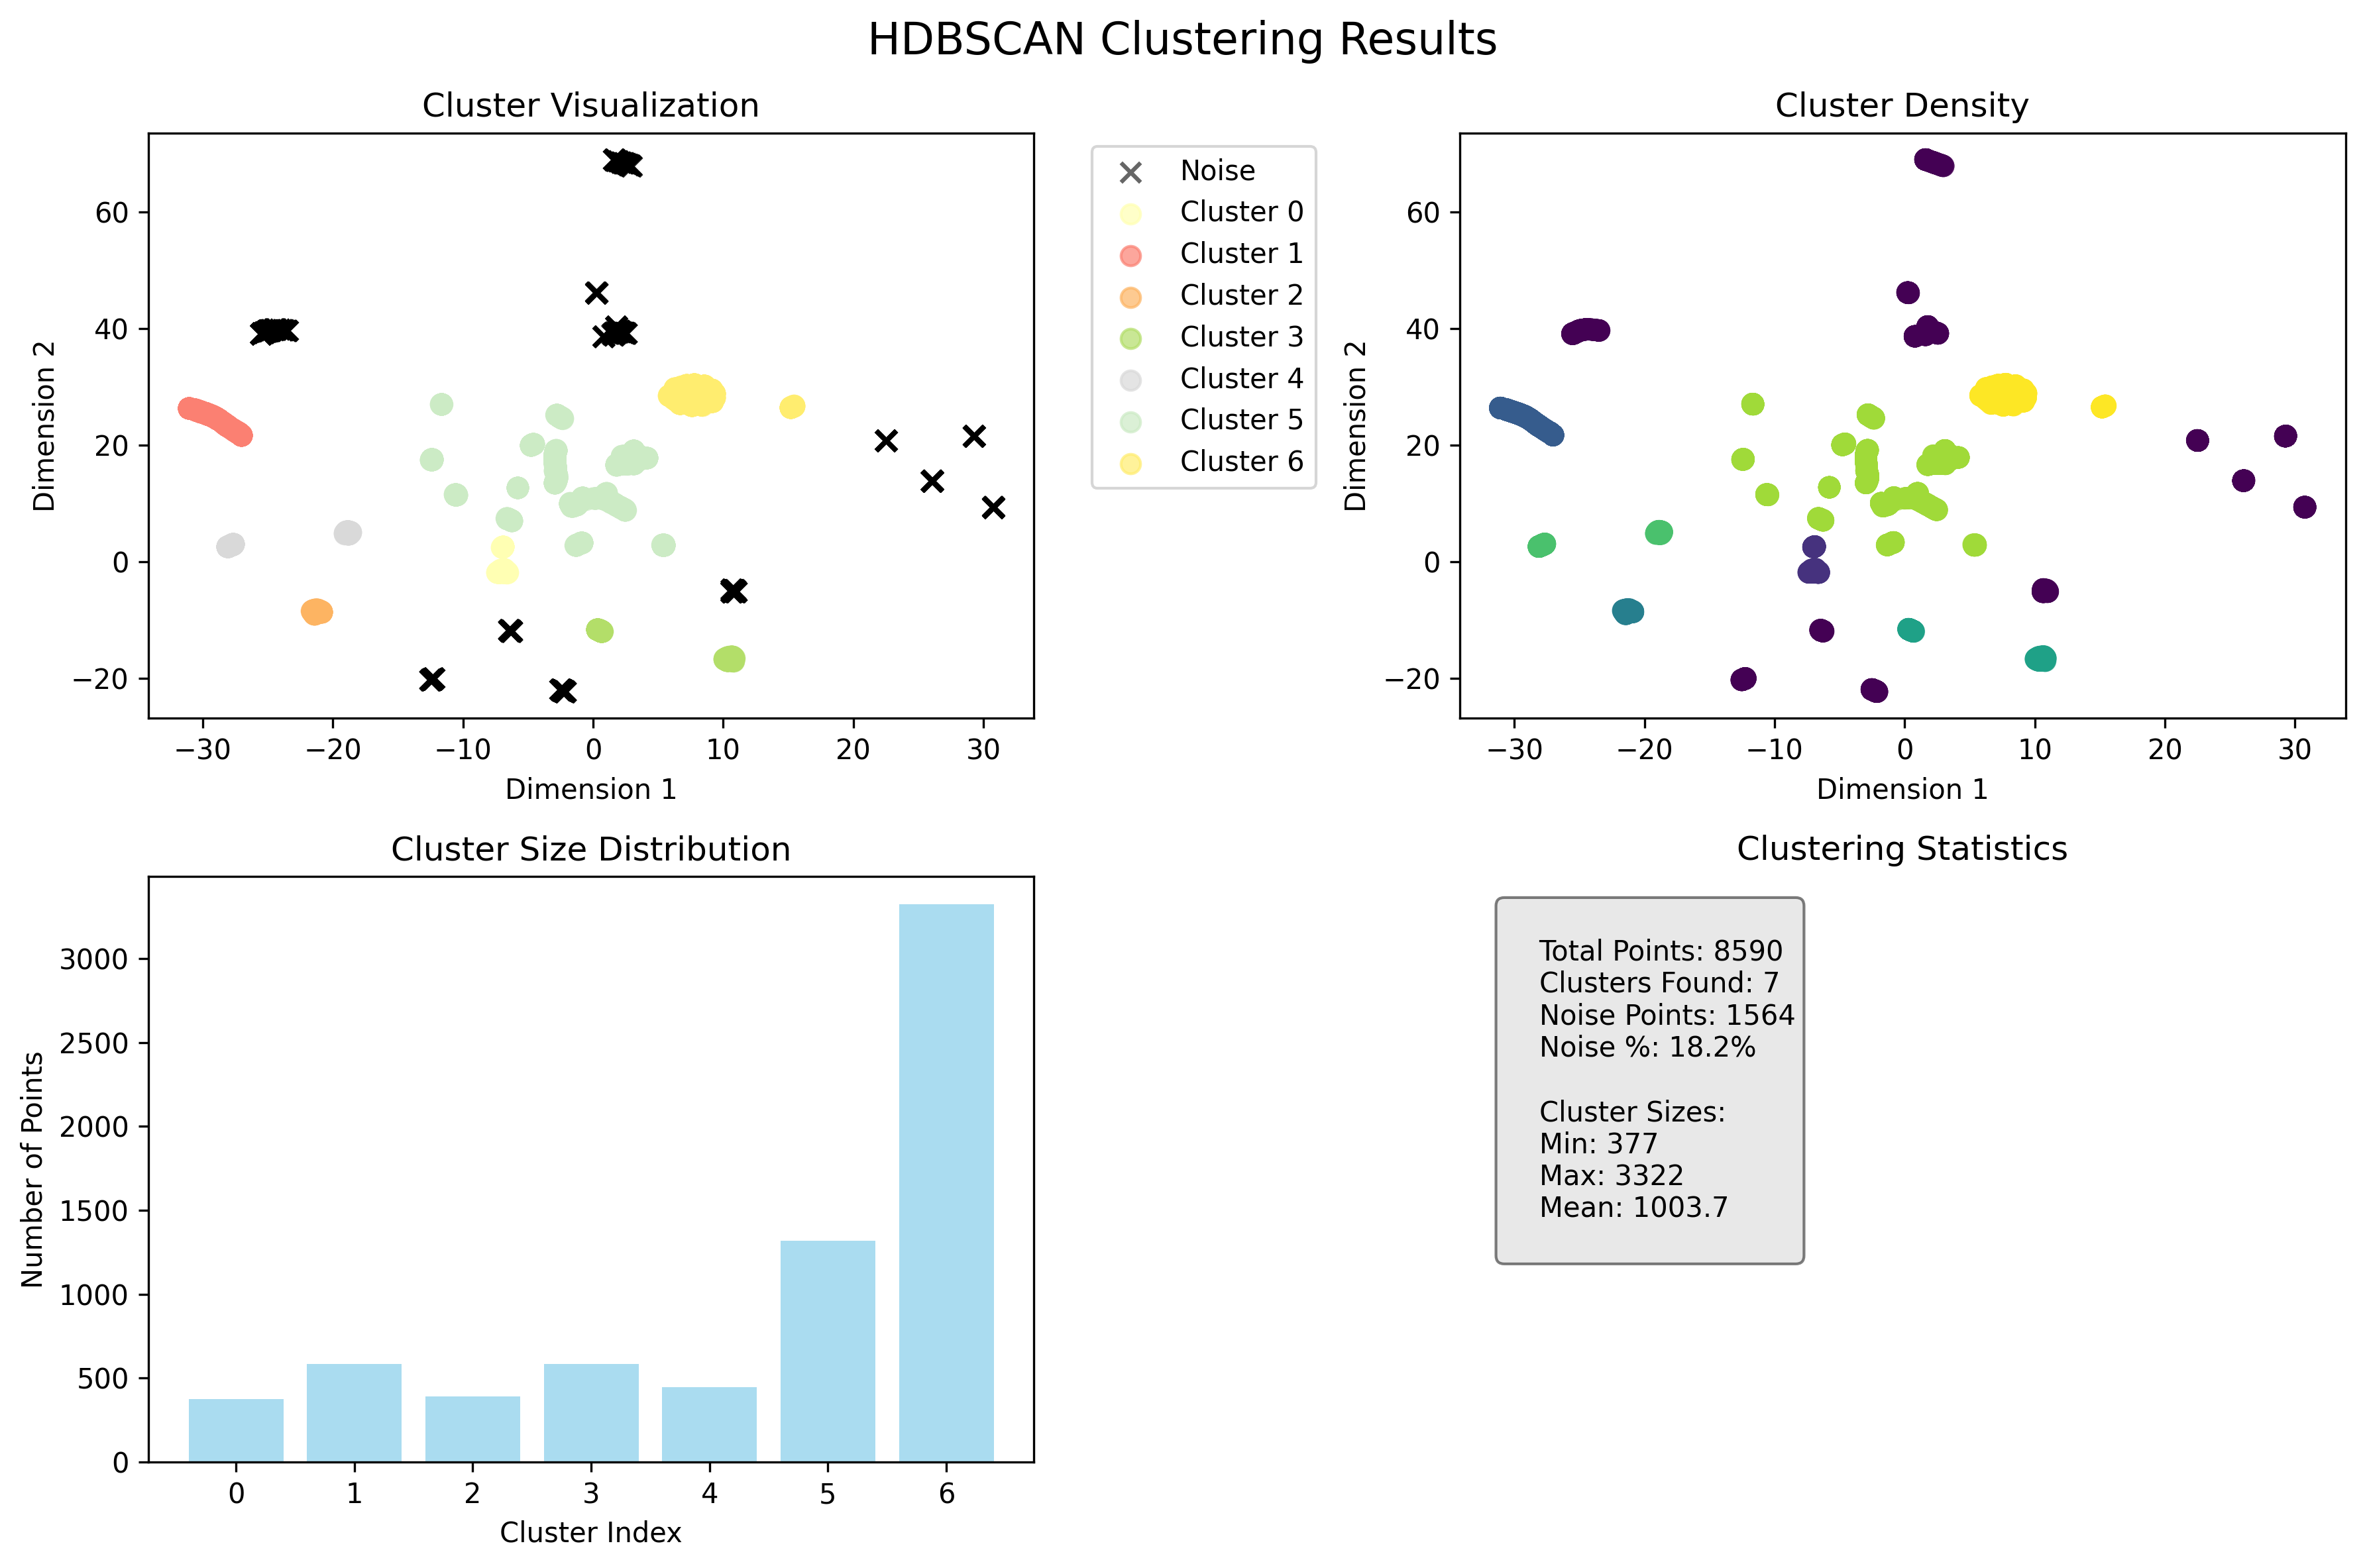 HDBSCAN Clustering Results
Cluster Visualization
60
40
20
0
−20
Dimension 2
−30
−20
−10
0
10
20
30
Dimension 1
Noise
Cluster 0
Cluster 1
Cluster 2
Cluster 3
Cluster 4
Cluster 5
Cluster 6
Cluster Density
60
40
20
0
−20
Dimension 2
−30
−20
−10
0
10
20
30
Dimension 1
Cluster Size Distribution
3000
2500
2000
1500
1000
500
0
Number of Points
0
1
2
3
4
5
6
Cluster Index
Clustering Statistics
Total Points: 8590
Clusters Found: 7
Noise Points: 1564
Noise %: 18.2%
Cluster Sizes:
Min: 377
Max: 3322
Mean: 1003.7